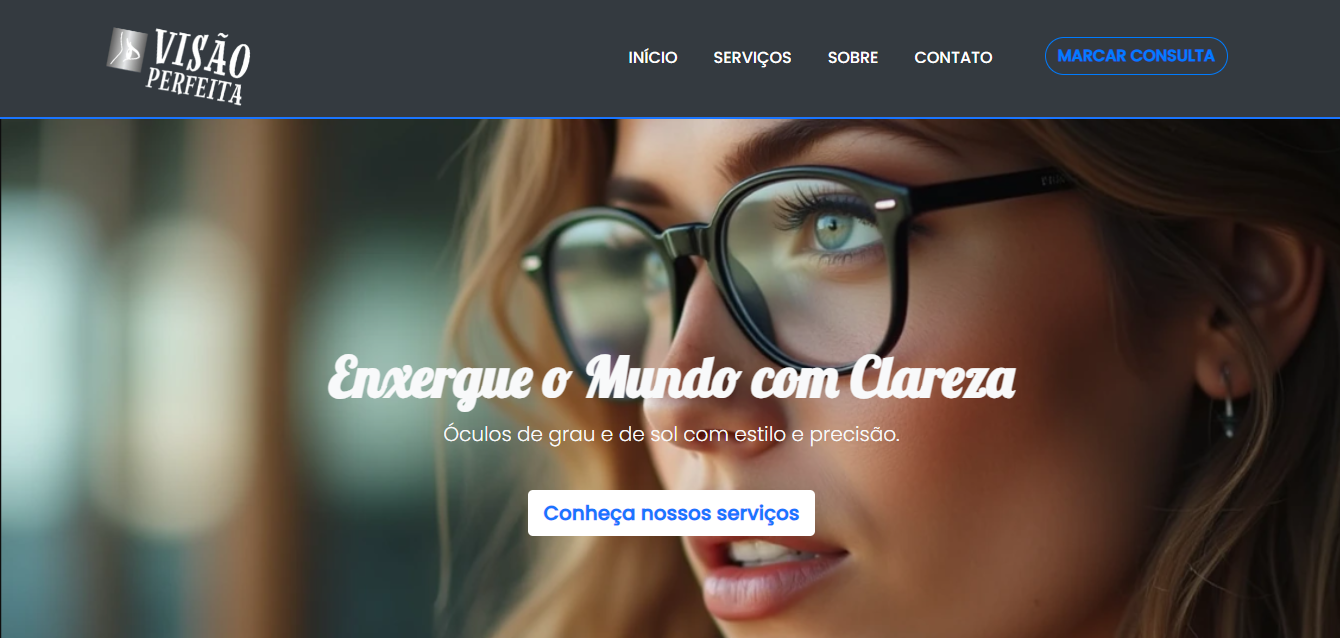 VISÃO
PERFEITA
INÍCIO SERVIÇOS SOBRE CONTATO MARCAR CONSULTA
Enxergue o Mundo com Clareza
Óculos de grau e de sol com estilo e precisão.
Conheça nossos serviços